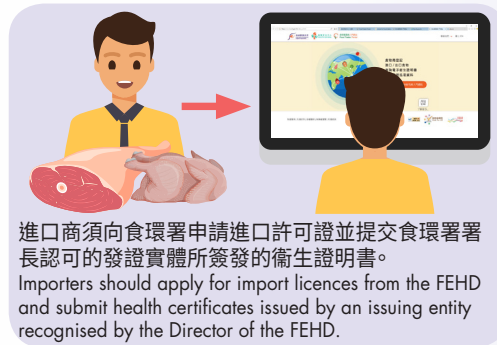 進口商須向食環署申請進口許可證並提交食環署署
長認可的發證實體所簽發的衞生證明書。
Importers should apply for import licences from the FEHD
and submit health certificates issued by an issuing entity
recognised by the Director of the FEHD.